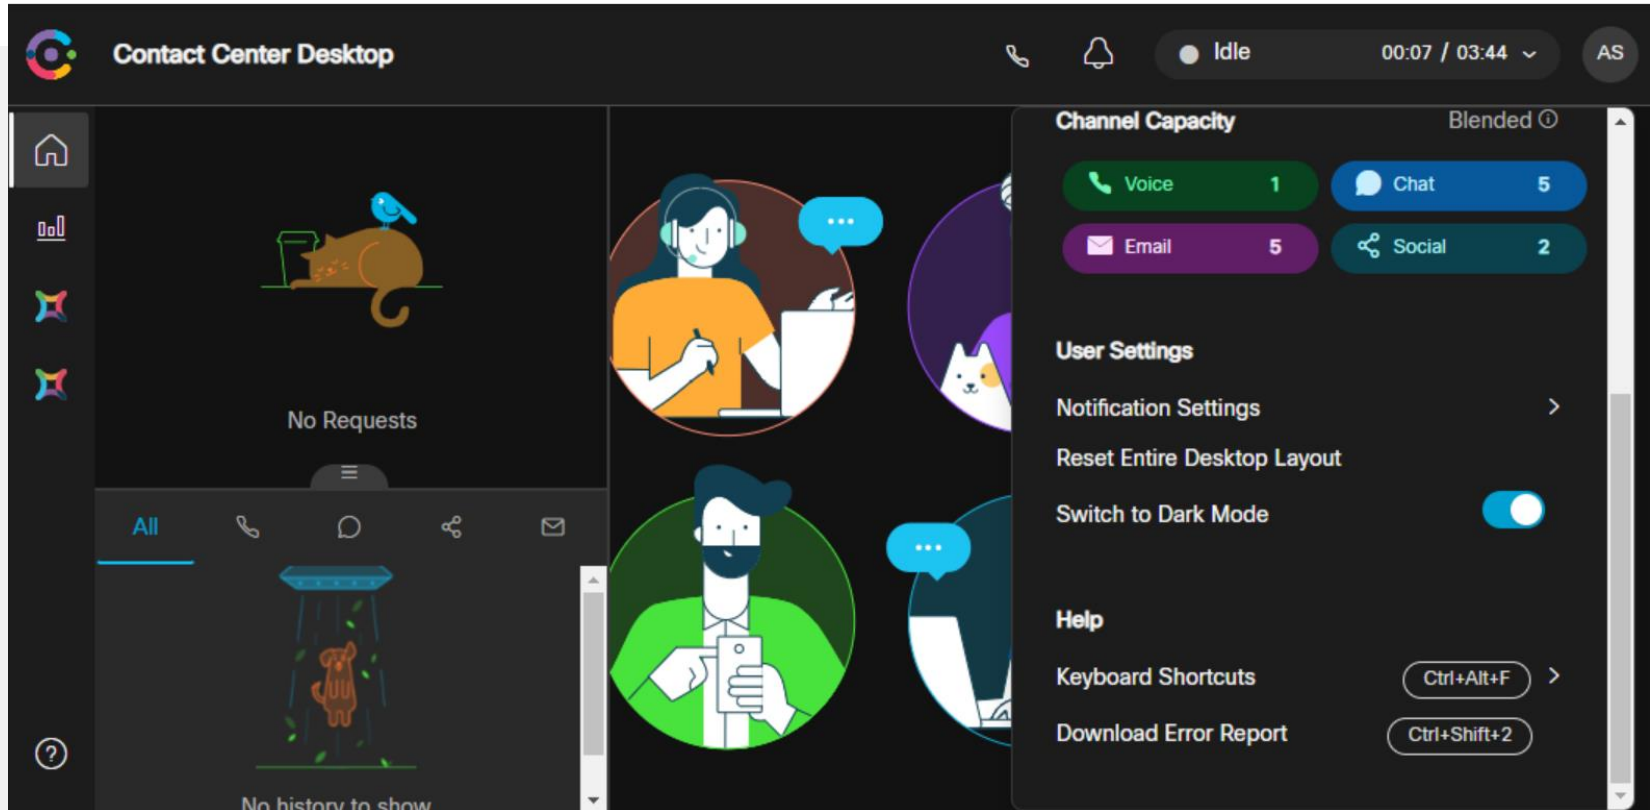 Contact Center Desktop
Idle 00:07 / 03:44
AS
No Requests
All
No history to show
Channel Capacity Blended
Voice 1 Chat 5
Email 5 Social 2
User Settings
Notification Settings
Reset Entire Desktop Layout
Switch to Dark Mode
Help
Keyboard Shortcuts Ctrl+Alt+F
Download Error Report Ctrl+Shift+2